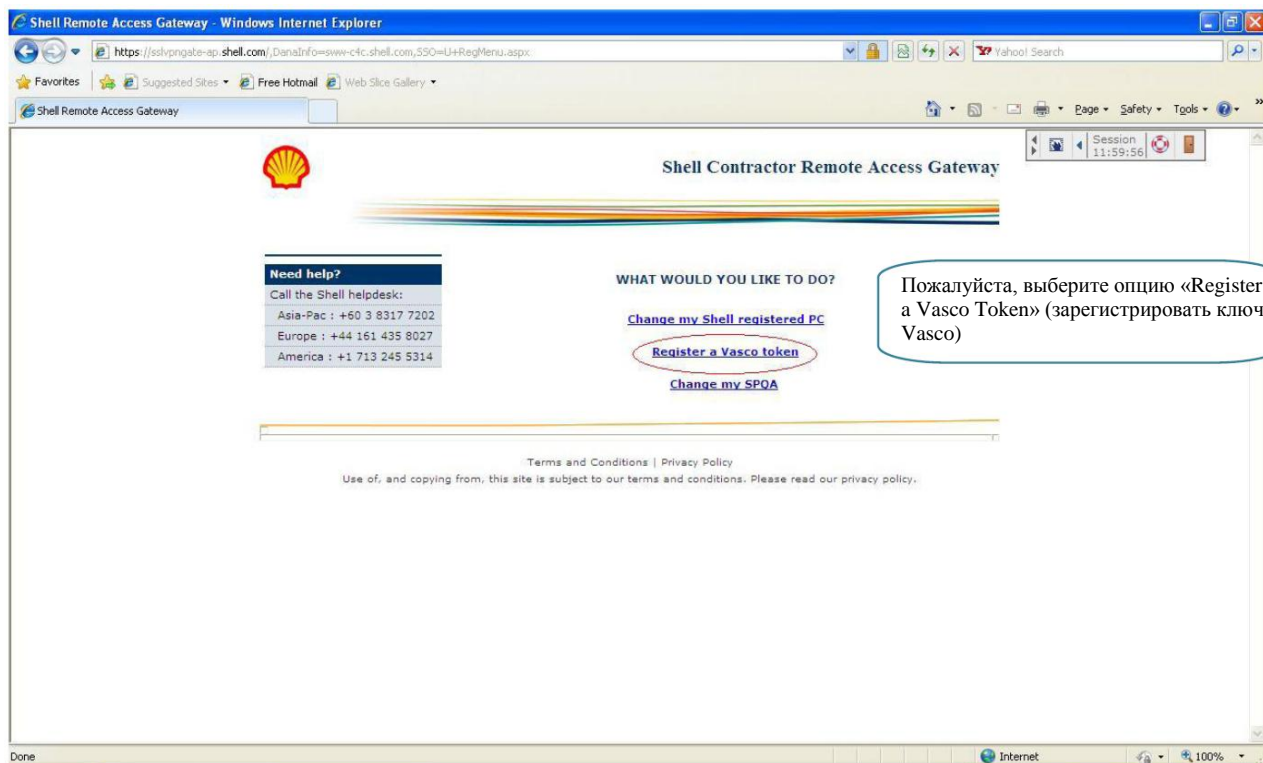 Shell Remote Access Gateway - Windows Internet Explorer
https://sslvpngate-ap.shell.com/,DanaInfo=sww-c4c.shell.com,SSO=U+RegMenu.aspx
Yahoo! Search
Favorites Suggested Sites Free Hotmail Web Slice Gallery
Shell Remote Access Gateway
Page Safety Tools
Session
11:59:56
Shell Contractor Remote Access Gateway
Need help?
Call the Shell helpdesk:
Asia-Pac : +60 3 8317 7202
Europe : +44 161 435 8027
America : +1 713 245 5314
WHAT WOULD YOU LIKE TO DO?
Change my Shell registered PC
Register a Vasco token
Change my SPQA
Пожалуйста, выберите опцию «Register
a Vasco Token» (зарегистрировать ключ
Vasco)
Terms and Conditions | Privacy Policy
Use of, and copying from, this site is subject to our terms and conditions. Please read our privacy policy.
Done
Internet
100%